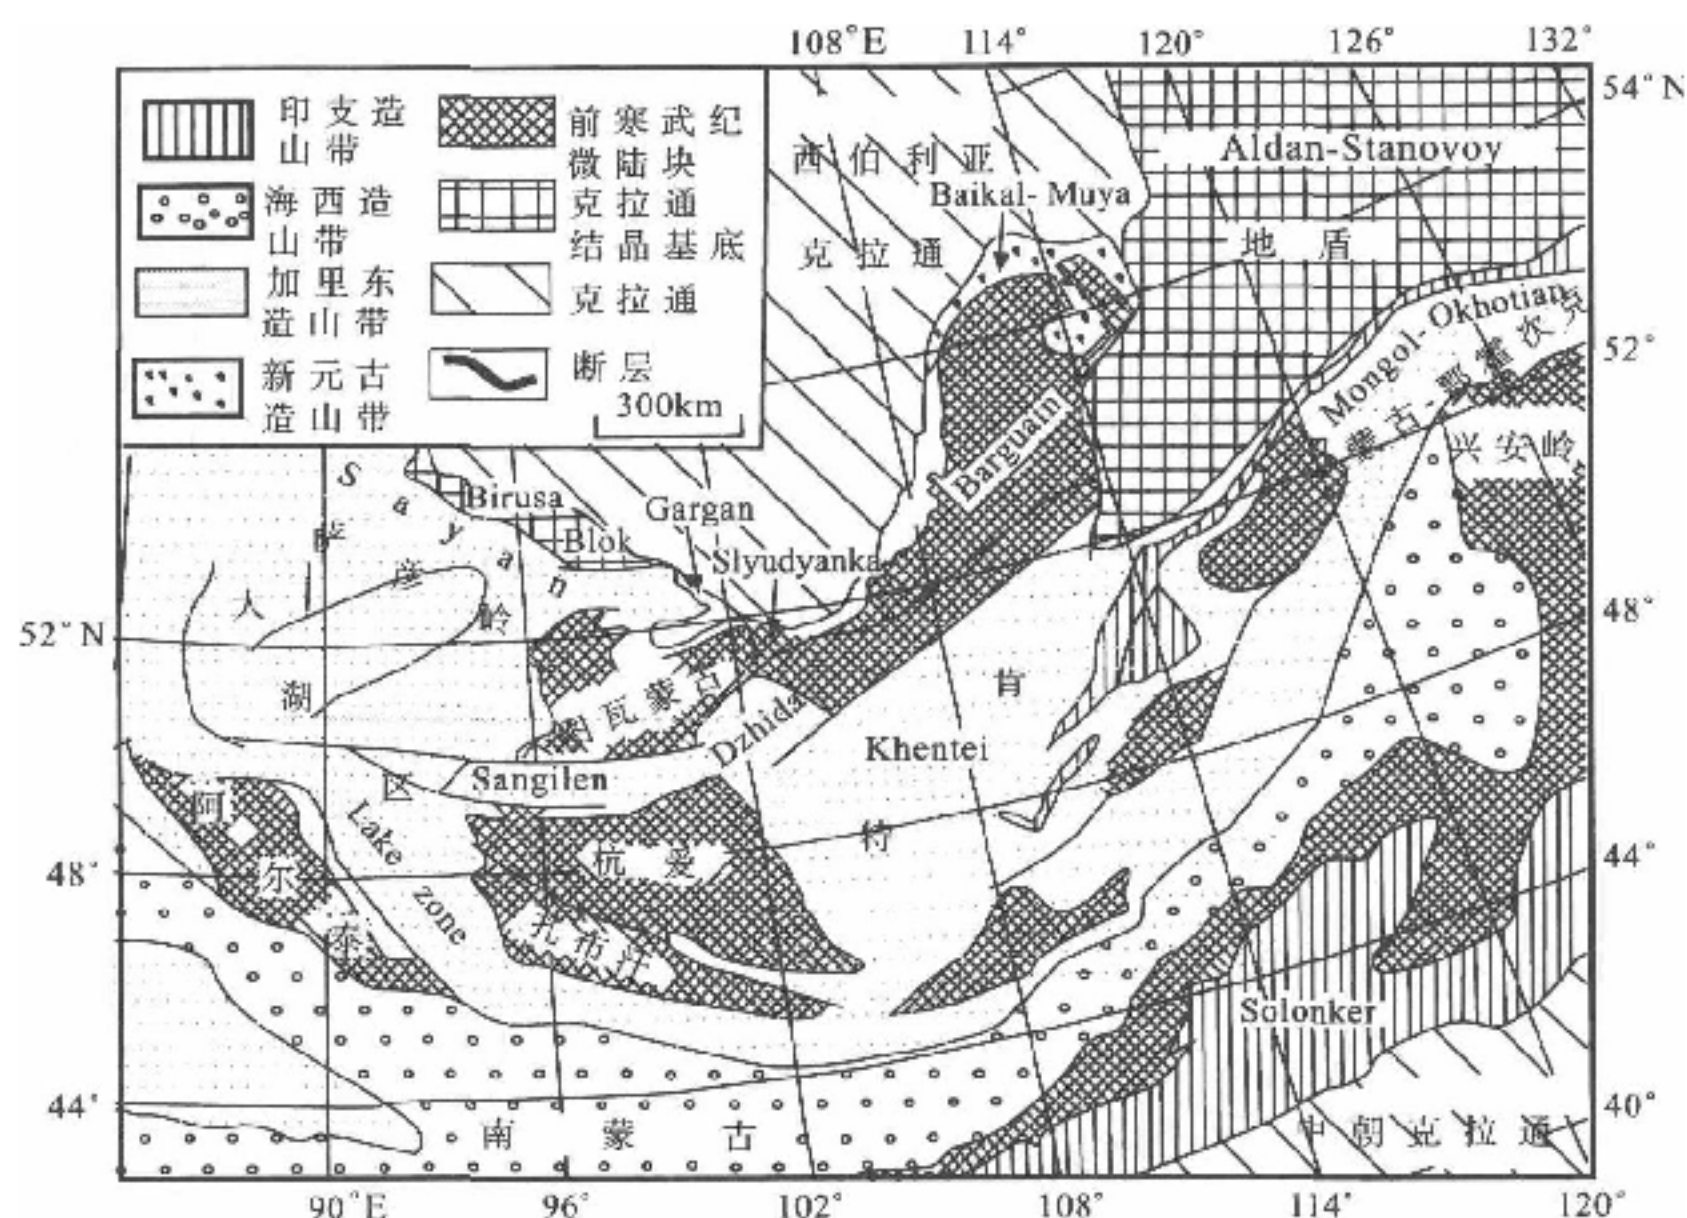 108°E 114° 120° 126° 132°
54°N
52°
48°
44°
40°
52°N
48°
44°
90°E 96° 102° 108° 114° 120°
印支造
山带
海西造
山带
加里东
造山带
新元古
造山带
前寒武纪
微陆块
克拉通
结晶基底
克拉通
断层
300km
西伯利亚
克拉通
Baikal-Muya
Aldan-Stanovoy
地盾
Mongol-Okhotian
蒙古-鄂霍次克
兴安岭
Barguain
Sayan
萨彦岭
Birusa
Blok
Gargan
Slyudyanka
湖
区
Lake
zone
瓦蒙古
Dzhida
Sangilen
肯
特
Khentei
阿
尔
泰
杭爱
扎布汗
Solonker
南蒙古
中朝克拉通